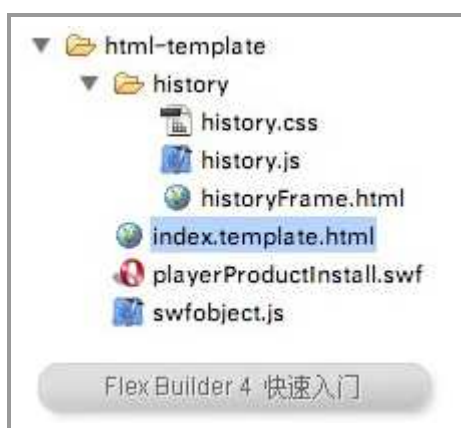 html-template
history
history.css
history.js
historyFrame.html
index.template.html
playerProductInstall.swf
swfobject.js
Flex Builder 4 快速入门